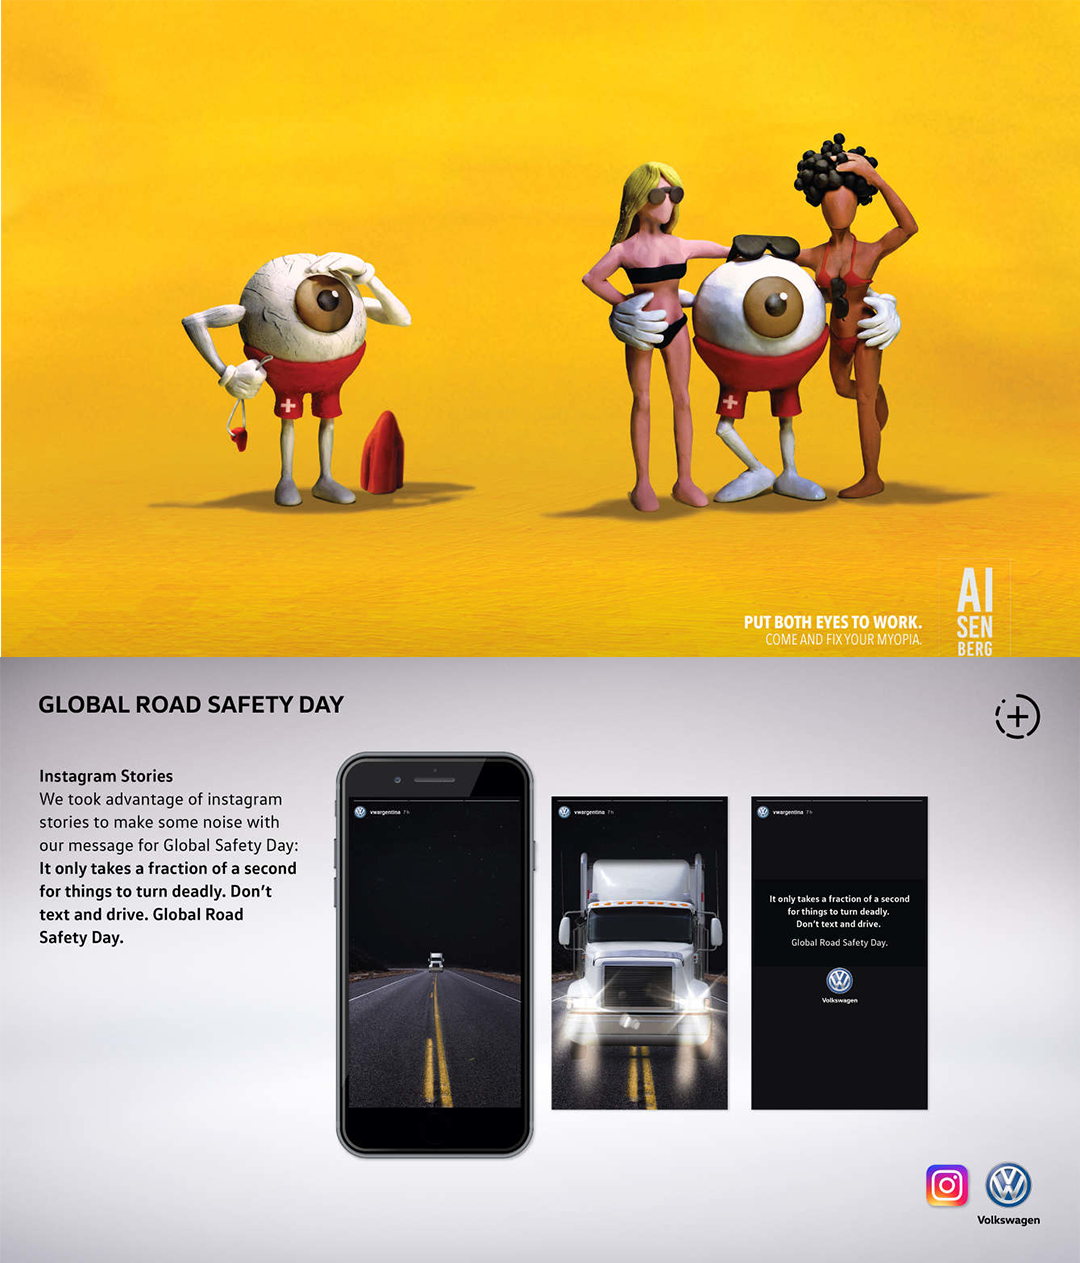 PUT BOTH EYES TO WORK.
COME AND FIX YOUR MYOPIA.
AI
SEN
BERG
GLOBAL ROAD SAFETY DAY
Instagram Stories
We took advantage of instagram
stories to make some noise with
our message for Global Safety Day:
It only takes a fraction of a second
for things to turn deadly. Don't
text and drive. Global Road
Safety Day.
vwargentina 7h
vwargentina 7h
vwargentina 7h
It only takes a fraction of a second
for things to turn deadly.
Don't text and drive.
Global Road Safety Day.
Volkswagen
Volkswagen